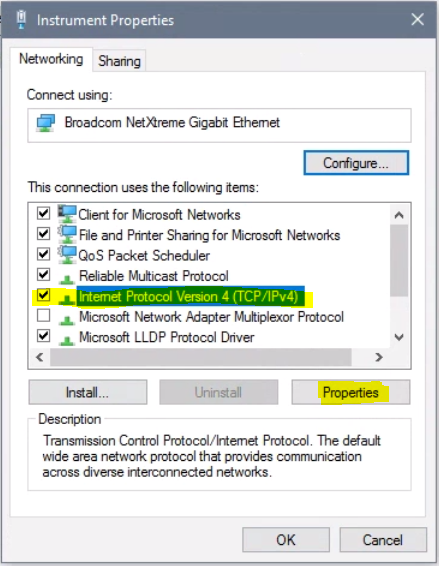 Instrument Properties
Networking
Sharing
Connect using:
Broadcom NetXtreme Gigabit Ethernet
Configure...
This connection uses the following items:
Client for Microsoft Networks
File and Printer Sharing for Microsoft Networks
QoS Packet Scheduler
Reliable Multicast Protocol
Internet Protocol Version 4 (TCP/IPv4)
Microsoft Network Adapter Multiplexor Protocol
Microsoft LLDP Protocol Driver
Install...
Uninstall
Properties
Description
Transmission Control Protocol/Internet Protocol. The default
wide area network protocol that provides communication
across diverse interconnected networks.
OK
Cancel